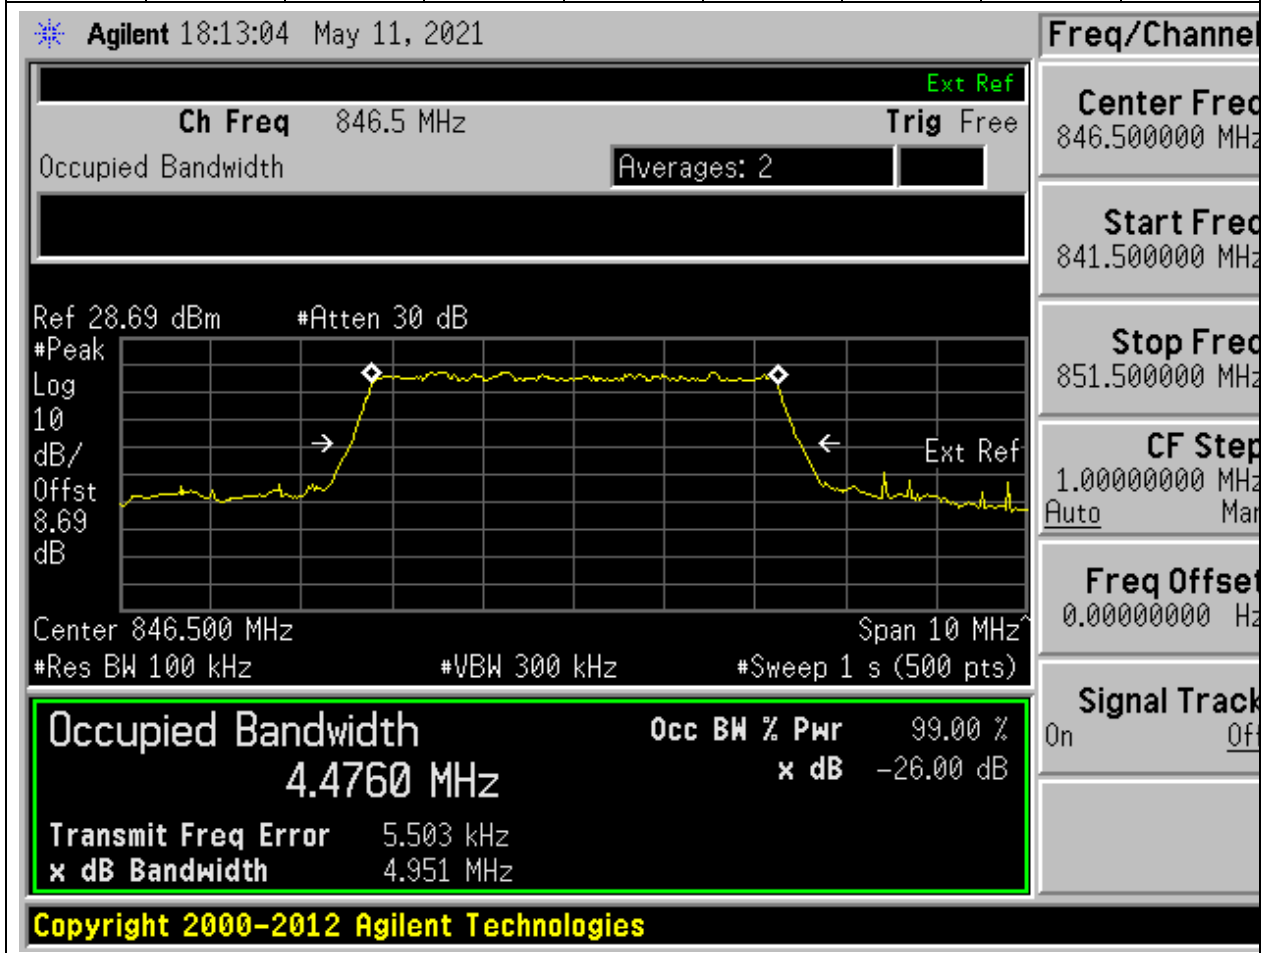 Agilent 18:13:04 May 11, 2021
Freq/Channel
Ext Ref
Ch Freq 846.5 MHz Trig Free
Occupied Bandwidth Averages: 2
Center Freq
846.500000 MHz
Start Freq
841.500000 MHz
Stop Freq
851.500000 MHz
CF Step
1.00000000 MHz
Auto Man
Freq Offset
0.00000000 Hz
Signal Track
On Off
Ref 28.69 dBm #Atten 30 dB
#Peak
Log
10
dB/
Offst
8.69
dB
Ext Ref
Center 846.500 MHz Span 10 MHz^
#Res BW 100 kHz #VBW 300 kHz #Sweep 1 s (500 pts)
Occupied Bandwidth
4.4760 MHz
Occ BW % Pwr 99.00 %
x dB -26.00 dB
Transmit Freq Error 5.503 kHz
x dB Bandwidth 4.951 MHz
Copyright 2000-2012 Agilent Technologies